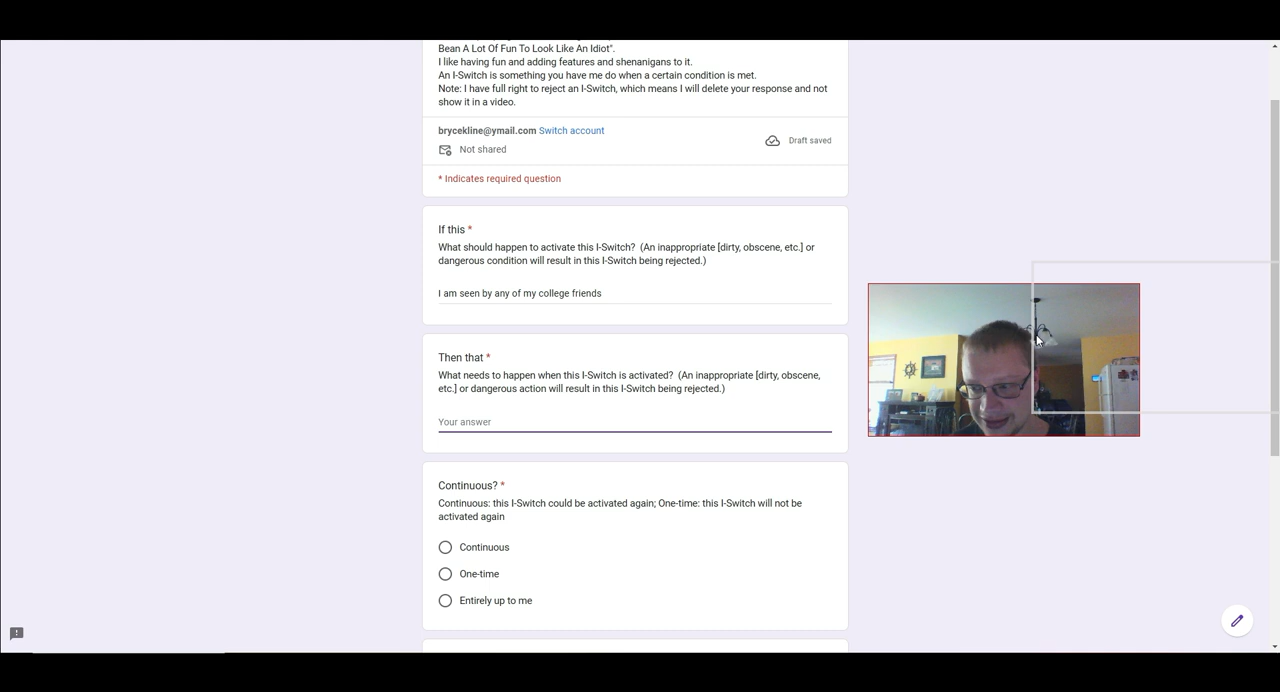 Bean A Lot Of Fun To Look Like An Idiot".
I like having fun and adding features and shenanigans to it.
An I-Switch is something you have me do when a certain condition is met.
Note: I have full right to reject an I-Switch, which means I will delete your response and not
show it in a video.
brycekline@ymail.com Switch account
Draft saved
Not shared
* Indicates required question
If this *
What should happen to activate this I-Switch? (An inappropriate [dirty, obscene, etc.] or
dangerous condition will result in this I-Switch being rejected.)
I am seen by any of my college friends
Then that *
What needs to happen when this I-Switch is activated? (An inappropriate [dirty, obscene,
etc.] or dangerous action will result in this I-Switch being rejected.)
Your answer
Continuous? *
Continuous: this I-Switch could be activated again; One-time: this I-Switch will not be
activated again
Continuous
One-time
Entirely up to me